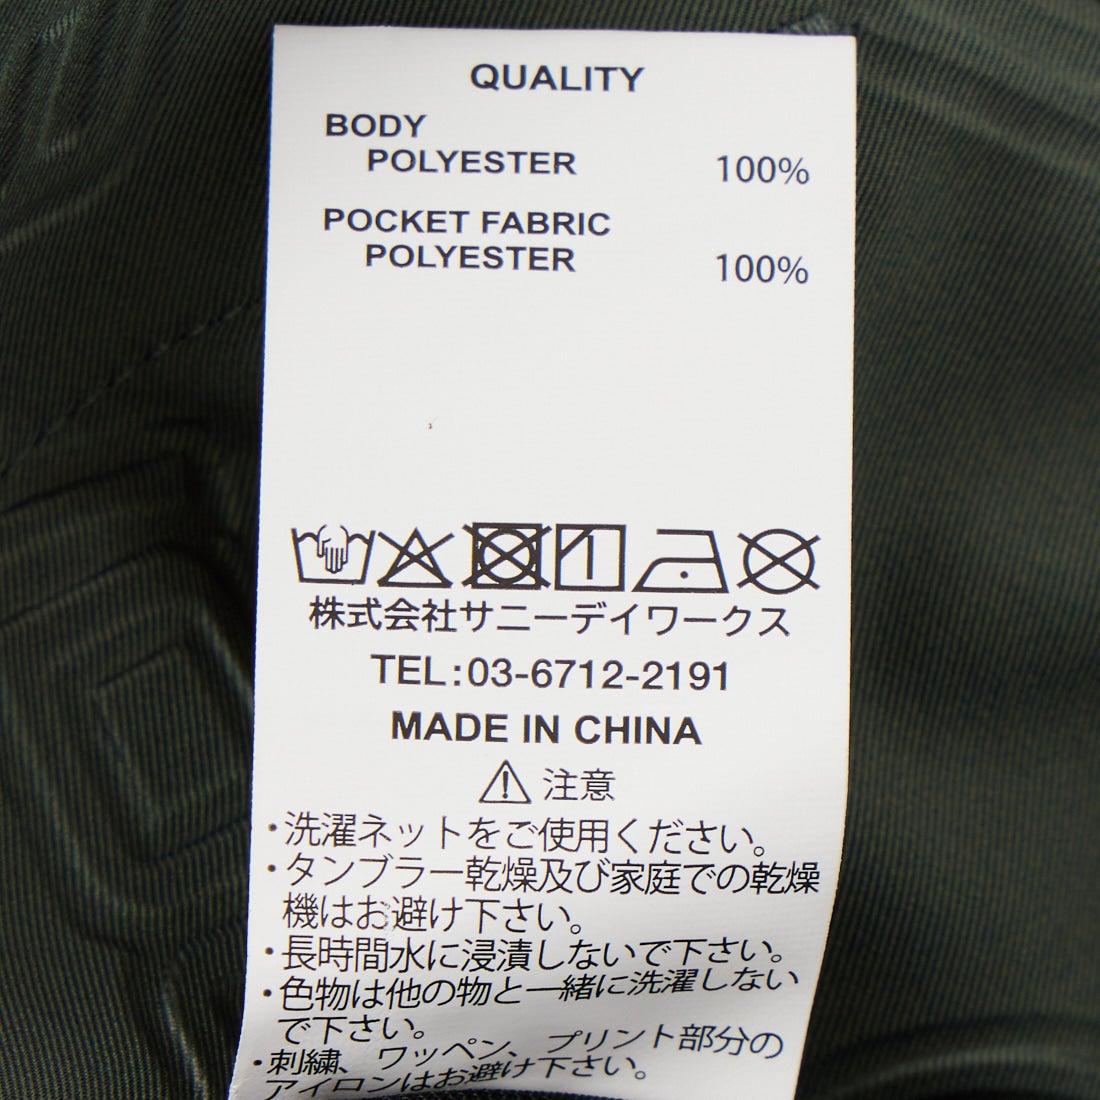 QUALITY
BODY
POLYESTER 100%
POCKET FABRIC
POLYESTER 100%
株式会社サニーデイワークス
TEL:03-6712-2191
MADE IN CHINA
注意
・洗濯ネットをご使用ください。
・タンブラー乾燥及び家庭での乾燥
機はお避け下さい。
・長時間水に浸漬しないで下さい。
・色物は他の物と一緒に洗濯しない
で下さい。
・刺繍、ワッペン、プリント部分の
アイロンはお避け下さい。